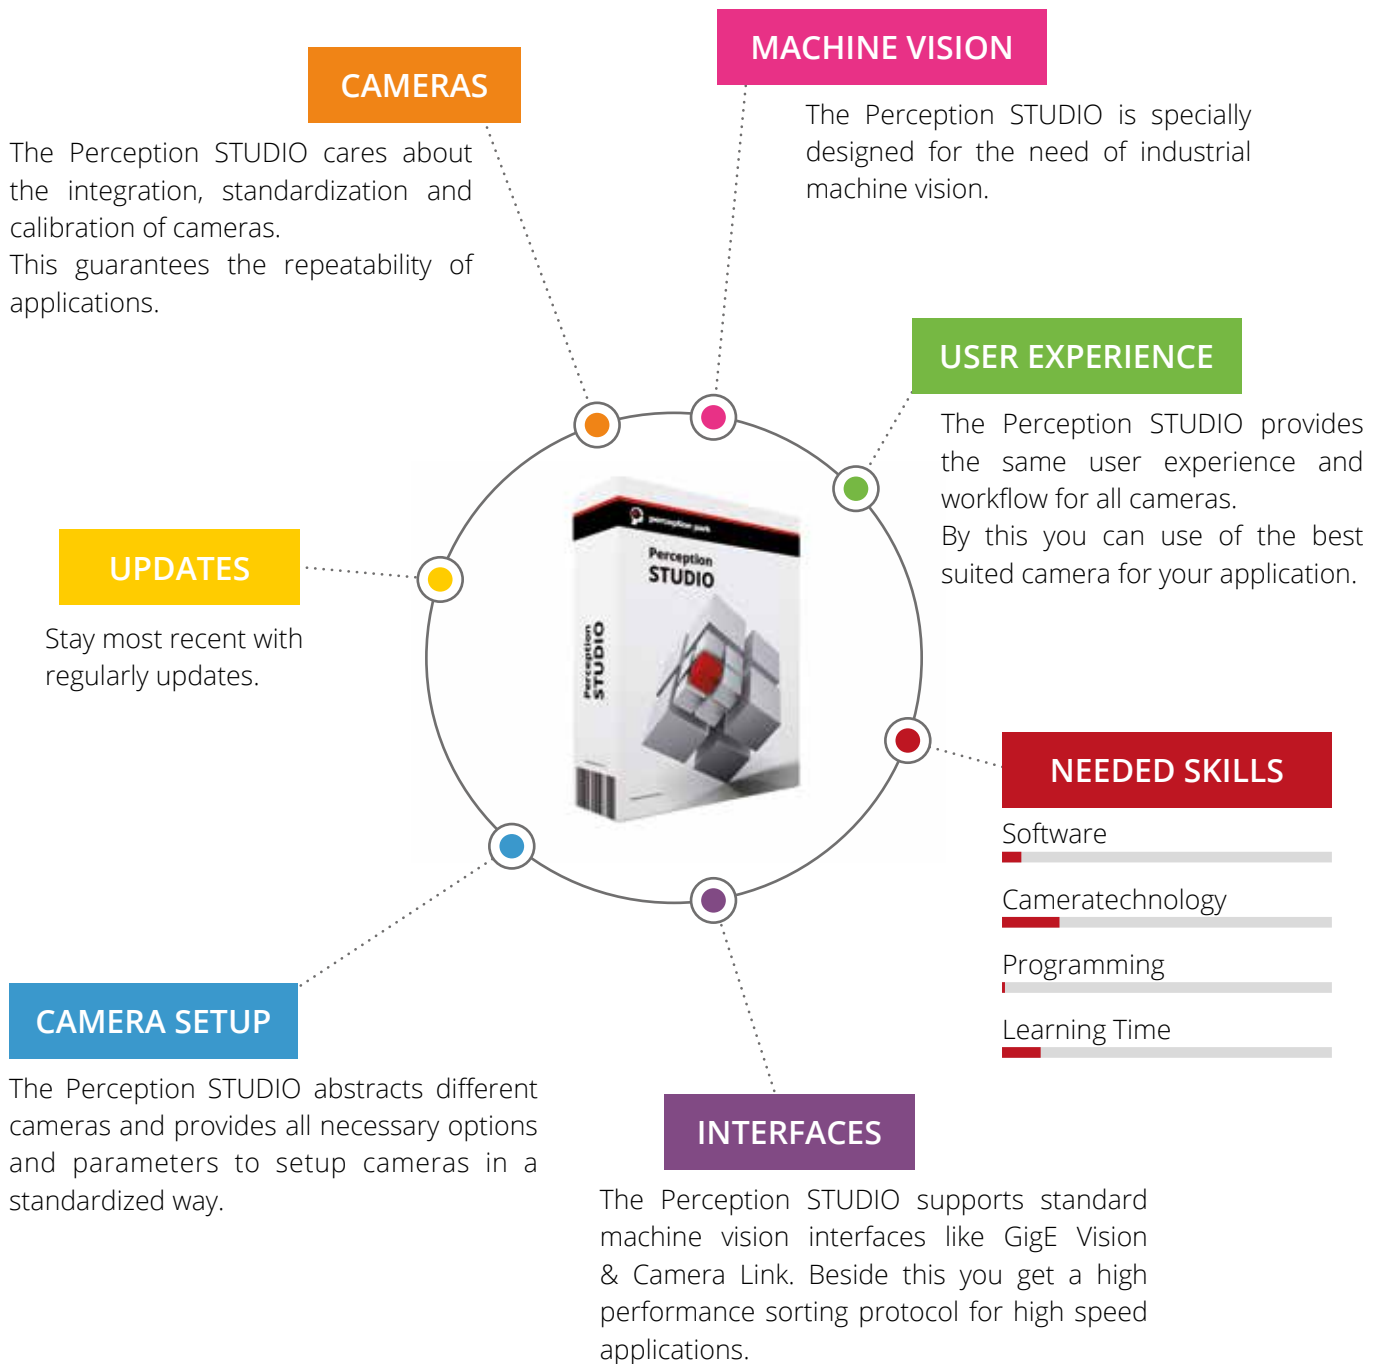 MACHINE VISION
The Perception STUDIO is specially
designed for the need of industrial
machine vision.
CAMERAS
The Perception STUDIO cares about
the integration, standardization and
calibration of cameras.
This guarantees the repeatability of
applications.
USER EXPERIENCE
The Perception STUDIO provides
the same user experience and
workflow for all cameras.
By this you can use of the best
suited camera for your application.
perception park
Perception
STUDIO
Perception
STUDIO
UPDATES
Stay most recent with
regularly updates.
NEEDED SKILLS
Software
Cameratechnology
Programming
Learning Time
CAMERA SETUP
The Perception STUDIO abstracts different
cameras and provides all necessary options
and parameters to setup cameras in a
standardized way.
INTERFACES
The Perception STUDIO supports standard
machine vision interfaces like GigE Vision
& Camera Link. Beside this you get a high
performance sorting protocol for high speed
applications.